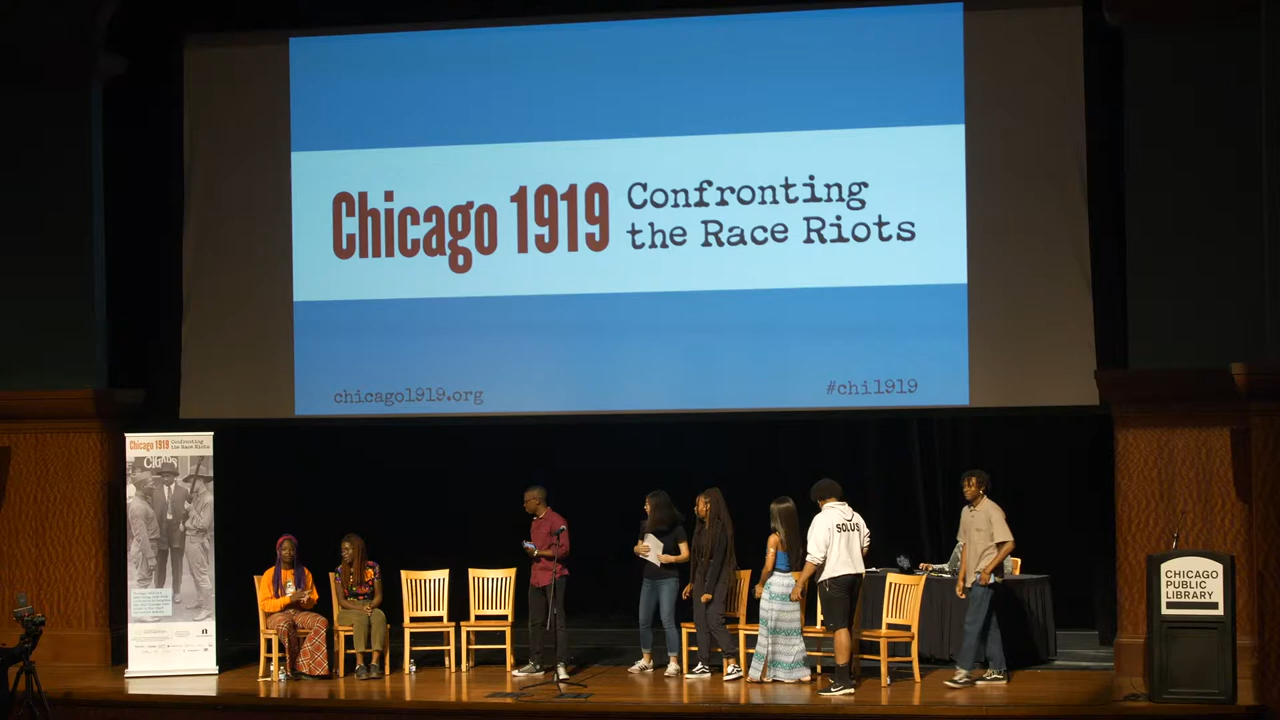 Chicago 1919
Confronting
the Race Riots
chicago1919.org
#chi1919
Chicago 1919
Confronting
the Race Riots
CIGARS
SOLUS
CHICAGO
PUBLIC
LIBRARY